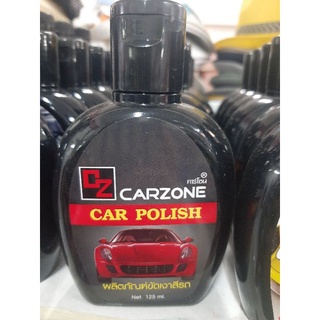 CZ
คาร์โซน®
CARZONE
CAR POLISH
ผลิตภัณฑ์ขัดเงาสีรถ
Net 125 ml.